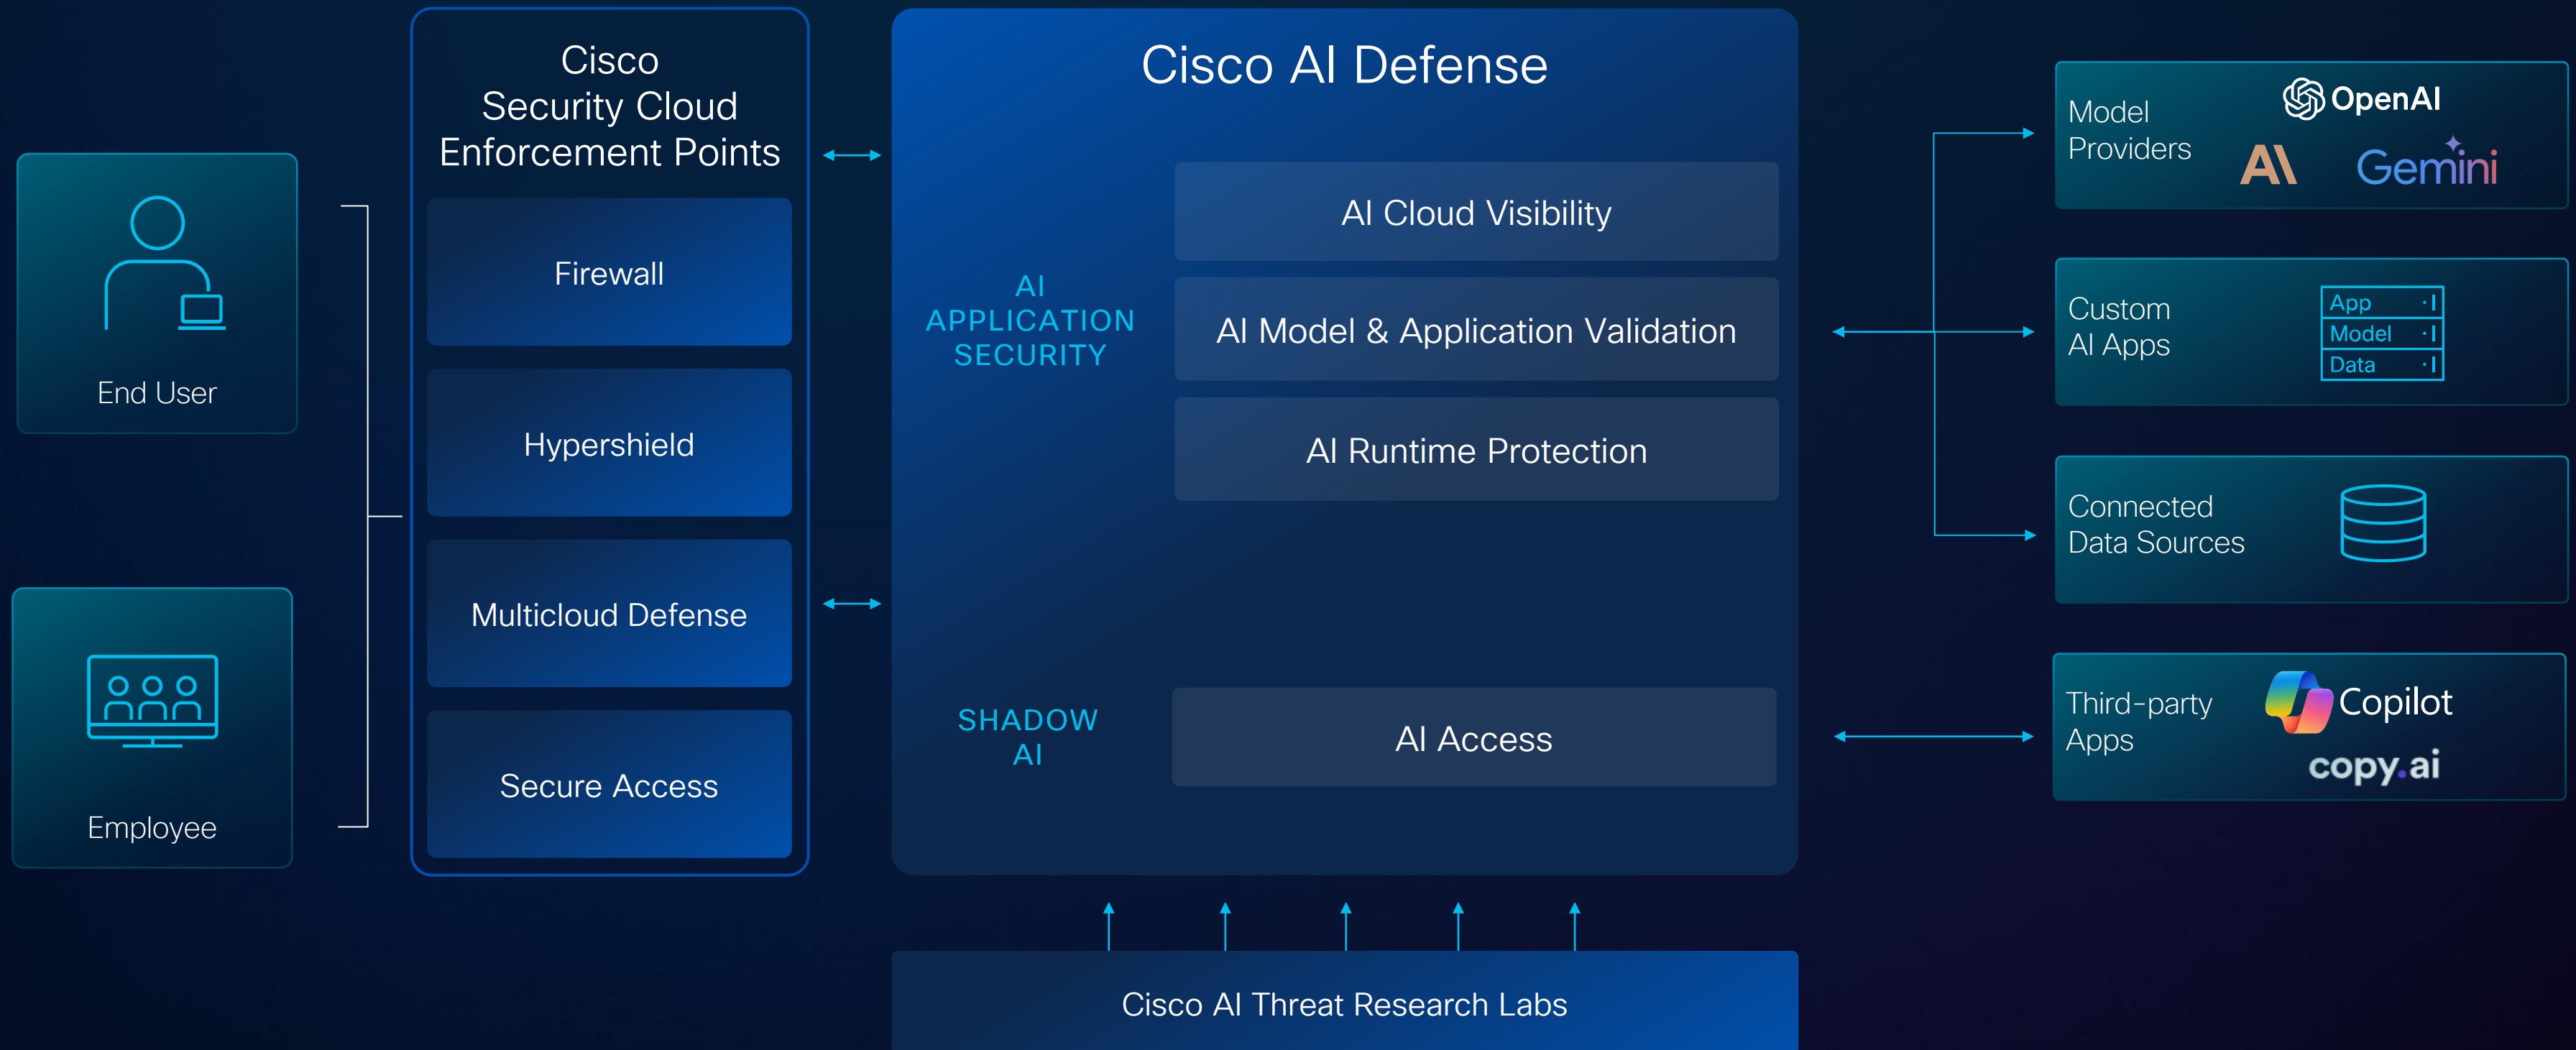 End User
Employee
Cisco
Security Cloud
Enforcement Points
Firewall
Hypershield
Multicloud Defense
Secure Access
Cisco AI Defense
AI
APPLICATION
SECURITY
AI Cloud Visibility
AI Model & Application Validation
AI Runtime Protection
SHADOW
AI
AI Access
Cisco AI Threat Research Labs
Model
Providers
OpenAI
AI
Gemini
Custom
AI Apps
App
Model
Data
Connected
Data Sources
Third-party
Apps
Copilot
copy.ai